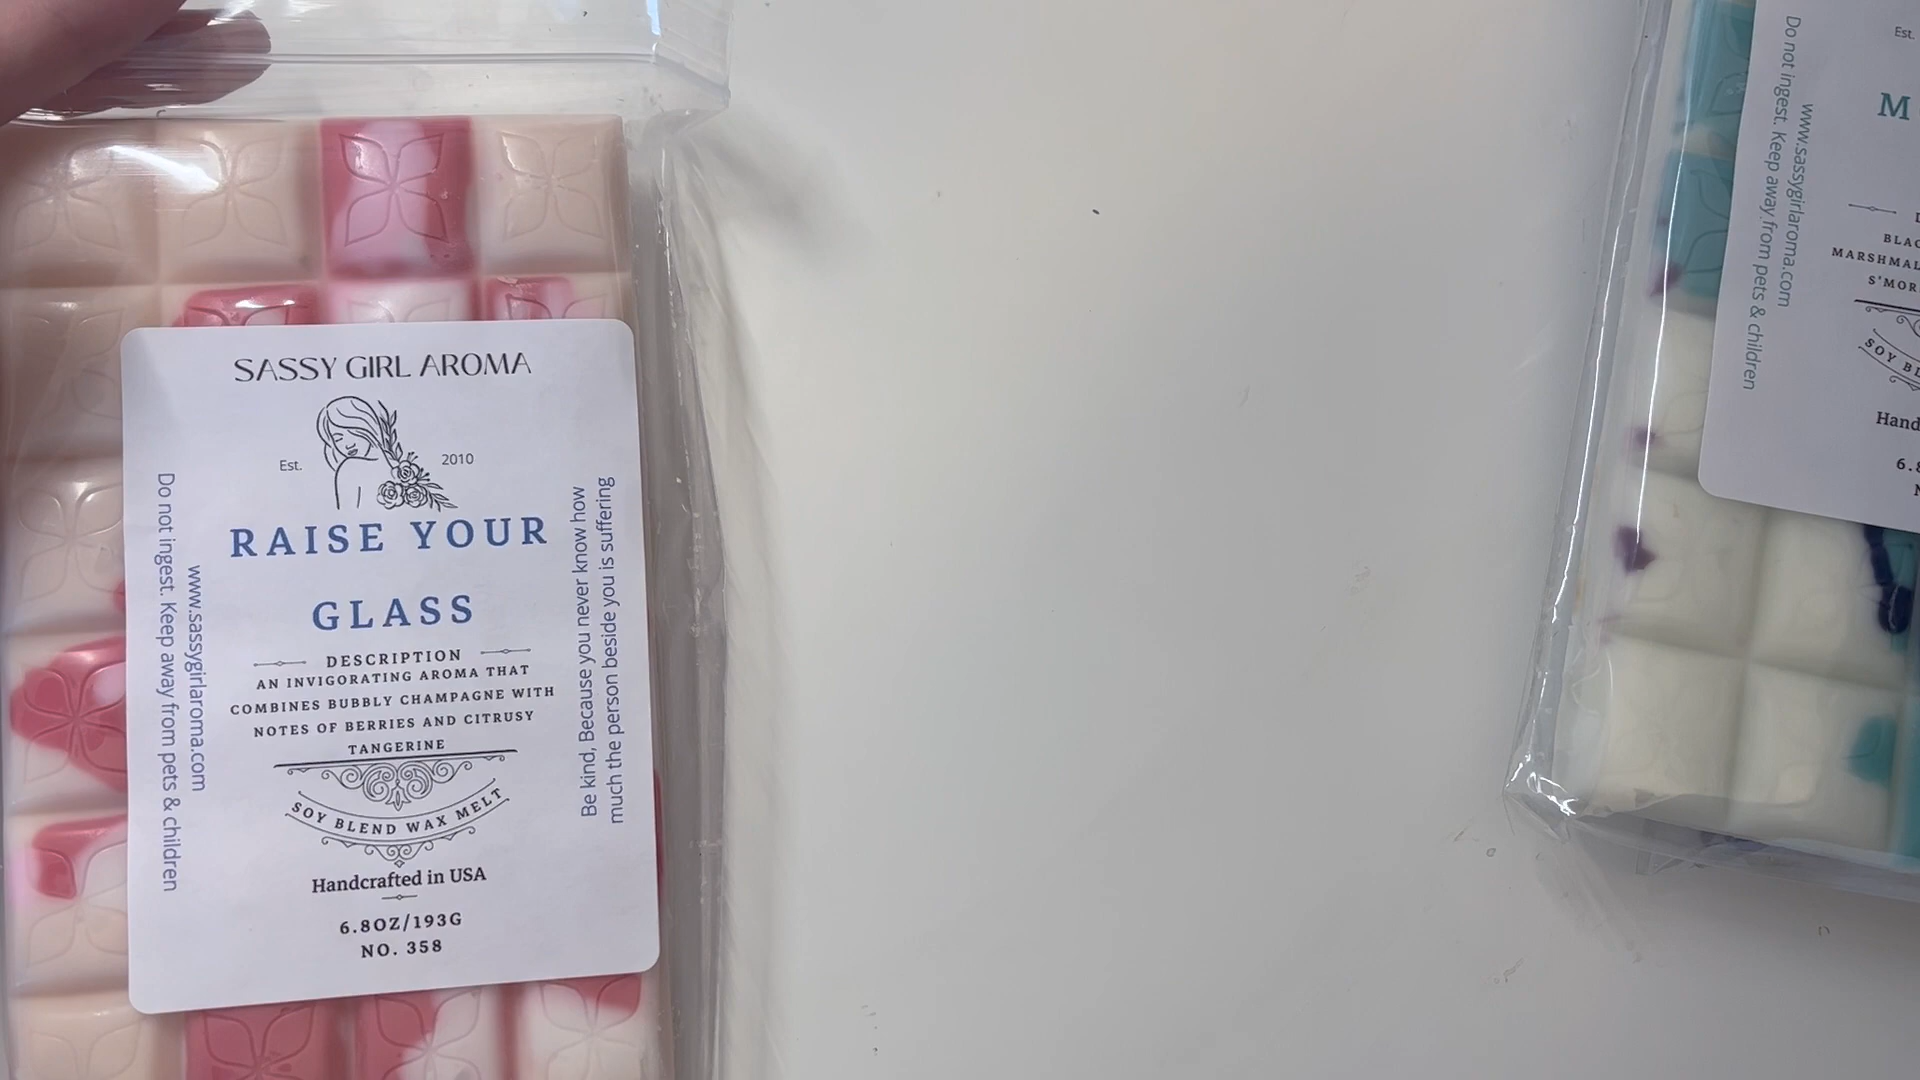 SASSY GIRL AROMA
Est. 2010
RAISE YOUR
GLASS
DESCRIPTION
AN INVIGORATING AROMA THAT
COMBINES BUBBLY CHAMPAGNE WITH
NOTES OF BERRIES AND CITRUSY
TANGERINE
SOY BLEND WAX MELT
Handcrafted in USA
6.8OZ/193G
NO. 358
www.sassygirlaroma.com
Do not ingest. Keep away from pets & children
Be kind, Because you never know how
much the person beside you is suffering
Est.
www.sassygirlaroma.com
Do not ingest. Keep away from pets & children
SOY